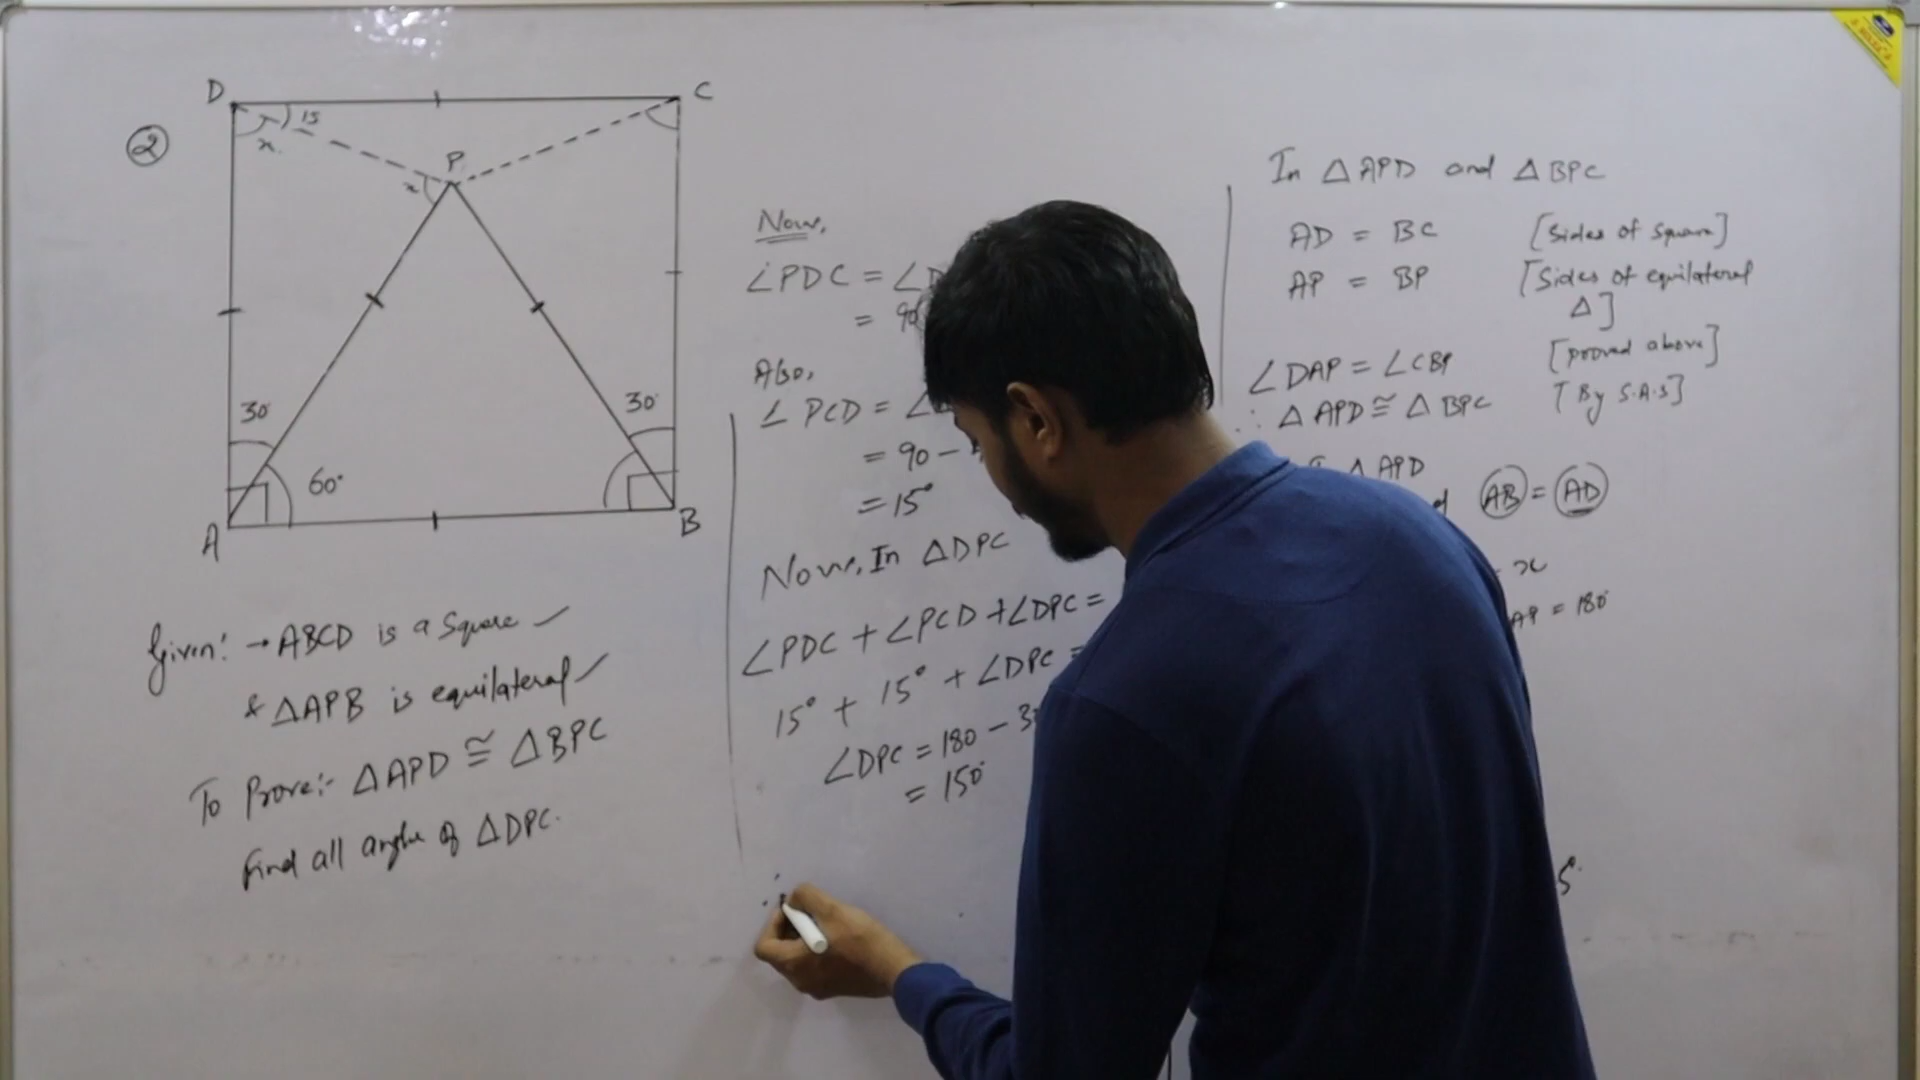 ②
D
C
15
x
P
x
30°
30°
60°
A
B
Given: → ABCD is a square ✓
& △APB is equilateral ✓
To Prove:- △APD ≅ △BPC
Find all angle of △DPC.
Now,
∠PDC = ∠D
= 90
Also,
∠PCD = ∠
= 90 -
= 15°
Now, In △DPC
∠PDC + ∠PCD + ∠DPC =
15° + 15° + ∠DPC =
∠DPC = 180 - 3
= 150°
∴
In △APD and △BPC
AD = BC [Sides of square]
AP = BP [Sides of equilateral
△]
∠DAP = ∠CBP [proved above]
∴ △APD ≅ △BPC [By S.A.S]
△APD
AB = AD
x
AP = 180°
5°